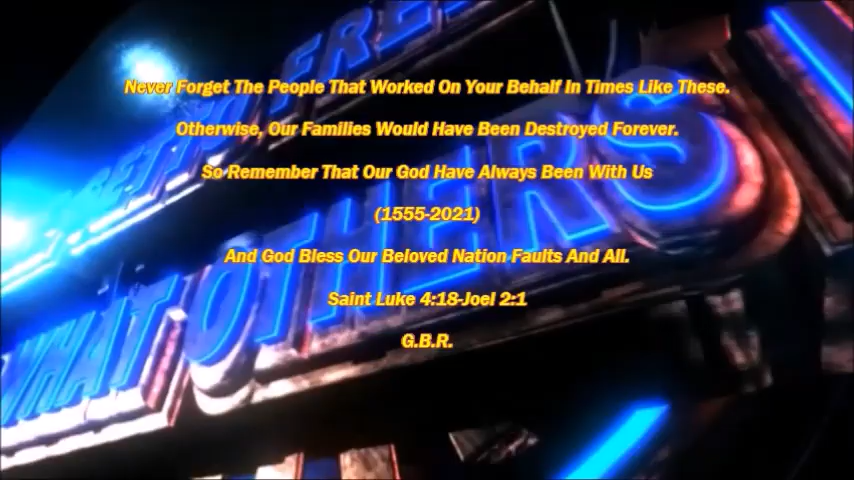 Never Forget The People That Worked On Your Behalf In Times Like These.
Otherwise, Our Families Would Have Been Destroyed Forever.
So Remember That Our God Have Always Been With Us
(1555-2021)
And God Bless Our Beloved Nation Faults And All.
Saint Luke 4:18-Joel 2:1
G.B.R.
FREE
WHAT OTHERS